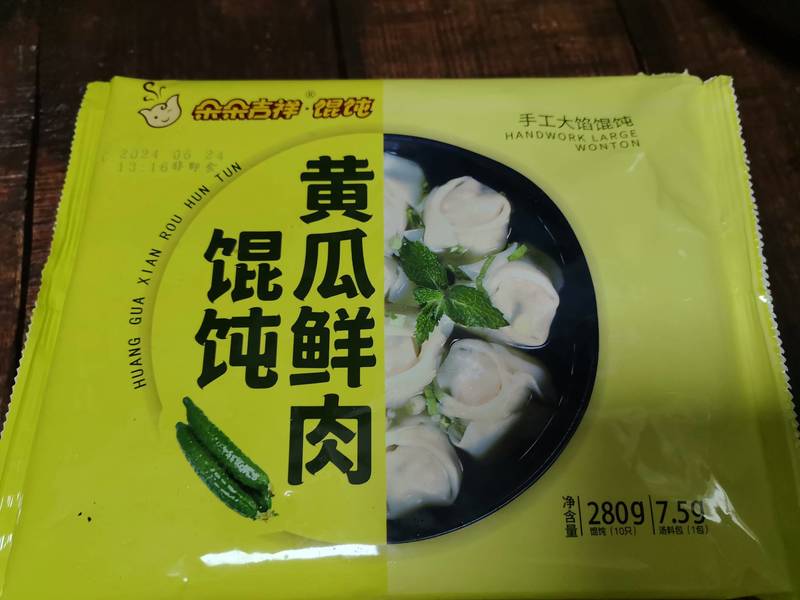 朵朵吉祥®馄饨
手工大馅馄饨
HANDWORK LARGE
WONTON
2024 06 24
13:16
HUANG GUA XIAN ROU HUN TUN
黄瓜鲜肉
馄饨
净含量
280g
馄饨(10只)
7.5g
汤料包(1包)